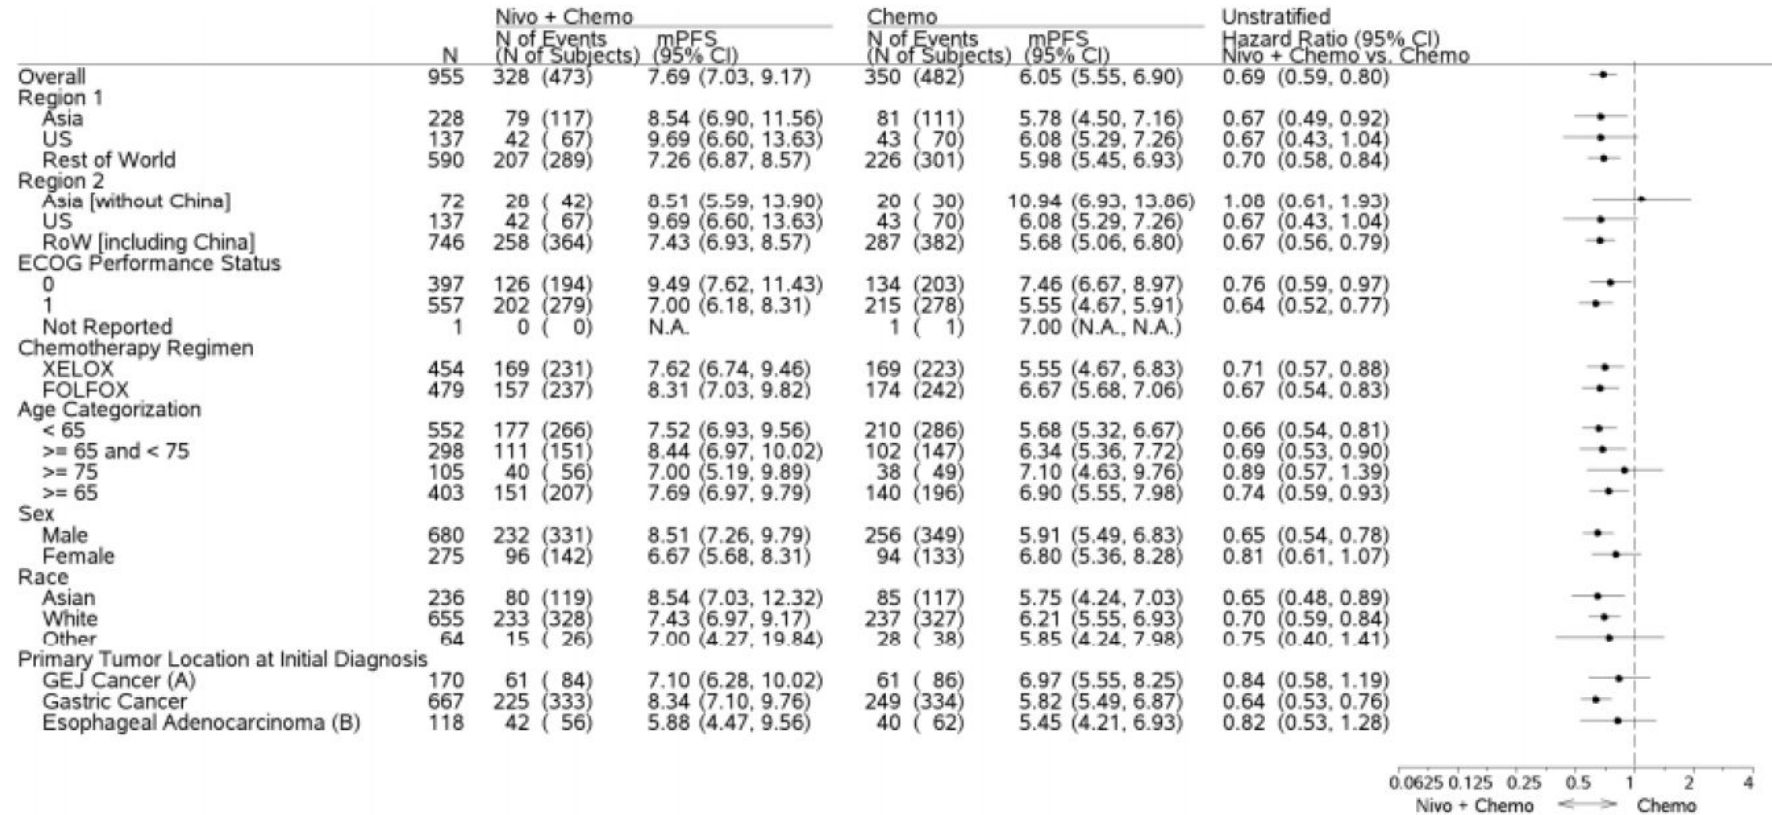 Nivo + Chemo Chemo Unstratified
N of Events mPFS N of Events mPFS Hazard Ratio (95% CI)
N (N of Subjects) (95% CI) (N of Subjects) (95% CI) Nivo + Chemo vs. Chemo
Overall 955 328 (473) 7.69 (7.03, 9.17) 350 (482) 6.05 (5.55, 6.90) 0.69 (0.59, 0.80)
Region 1
Asia 228 79 (117) 8.54 (6.90, 11.56) 81 (111) 5.78 (4.50, 7.16) 0.67 (0.49, 0.92)
US 137 42 ( 67) 9.69 (6.60, 13.63) 43 ( 70) 6.08 (5.29, 7.26) 0.67 (0.43, 1.04)
Rest of World 590 207 (289) 7.26 (6.87, 8.57) 226 (301) 5.98 (5.45, 6.93) 0.70 (0.58, 0.84)
Region 2
Asia [without China] 72 28 ( 42) 8.51 (5.59, 13.90) 20 ( 30) 10.94 (6.93, 13.86) 1.08 (0.61, 1.93)
US 137 42 ( 67) 9.69 (6.60, 13.63) 43 ( 70) 6.08 (5.29, 7.26) 0.67 (0.43, 1.04)
RoW [including China] 746 258 (364) 7.43 (6.93, 8.57) 287 (382) 5.68 (5.06, 6.80) 0.67 (0.56, 0.79)
ECOG Performance Status
0 397 126 (194) 9.49 (7.62, 11.43) 134 (203) 7.46 (6.67, 8.97) 0.76 (0.59, 0.97)
1 557 202 (279) 7.00 (6.18, 8.31) 215 (278) 5.55 (4.67, 5.91) 0.64 (0.52, 0.77)
Not Reported 1 0 ( 0) N.A. 1 ( 1) 7.00 (N.A., N.A.)
Chemotherapy Regimen
XELOX 454 169 (231) 7.62 (6.74, 9.46) 169 (223) 5.55 (4.67, 6.83) 0.71 (0.57, 0.88)
FOLFOX 479 157 (237) 8.31 (7.03, 9.82) 174 (242) 6.67 (5.68, 7.06) 0.67 (0.54, 0.83)
Age Categorization
< 65 552 177 (266) 7.52 (6.93, 9.56) 210 (286) 5.68 (5.32, 6.67) 0.66 (0.54, 0.81)
>= 65 and < 75 298 111 (151) 8.44 (6.97, 10.02) 102 (147) 6.34 (5.36, 7.72) 0.69 (0.53, 0.90)
>= 75 105 40 ( 56) 7.00 (5.19, 9.89) 38 ( 49) 7.10 (4.63, 9.76) 0.89 (0.57, 1.39)
>= 65 403 151 (207) 7.69 (6.97, 9.79) 140 (196) 6.90 (5.55, 7.98) 0.74 (0.59, 0.93)
Sex
Male 680 232 (331) 8.51 (7.26, 9.79) 256 (349) 5.91 (5.49, 6.83) 0.65 (0.54, 0.78)
Female 275 96 (142) 6.67 (5.68, 8.31) 94 (133) 6.80 (5.36, 8.28) 0.81 (0.61, 1.07)
Race
Asian 236 80 (119) 8.54 (7.03, 12.32) 85 (117) 5.75 (4.24, 7.03) 0.65 (0.48, 0.89)
White 655 233 (328) 7.43 (6.97, 9.17) 237 (327) 6.21 (5.55, 6.93) 0.70 (0.59, 0.84)
Other 64 15 ( 26) 7.00 (4.27, 19.84) 28 ( 38) 5.85 (4.24, 7.98) 0.75 (0.40, 1.41)
Primary Tumor Location at Initial Diagnosis
GEJ Cancer (A) 170 61 ( 84) 7.10 (6.28, 10.02) 61 ( 86) 6.97 (5.55, 8.25) 0.84 (0.58, 1.19)
Gastric Cancer 667 225 (333) 8.34 (7.10, 9.76) 249 (334) 5.82 (5.49, 6.87) 0.64 (0.53, 0.76)
Esophageal Adenocarcinoma (B) 118 42 ( 56) 5.88 (4.47, 9.56) 40 ( 62) 5.45 (4.21, 6.93) 0.82 (0.53, 1.28)
0.0625 0.125 0.25 0.5 1 2 4
Nivo + Chemo Chemo